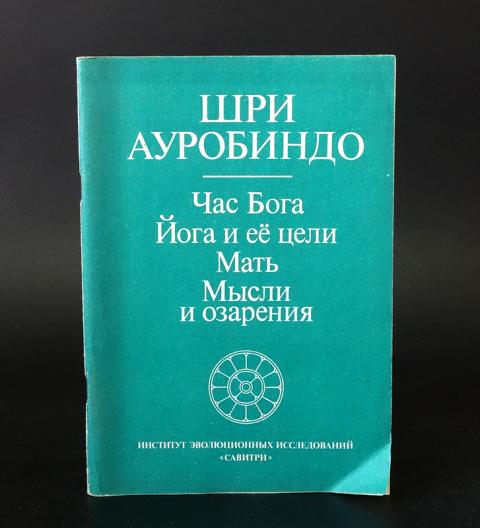 ШРИ
АУРОБИНДО
Час Бога
Йога и её цели
Мать
Мысли
и озарения
ИНСТИТУТ ЭВОЛЮЦИОННЫХ ИССЛЕДОВАНИЙ
«САВИТРИ»